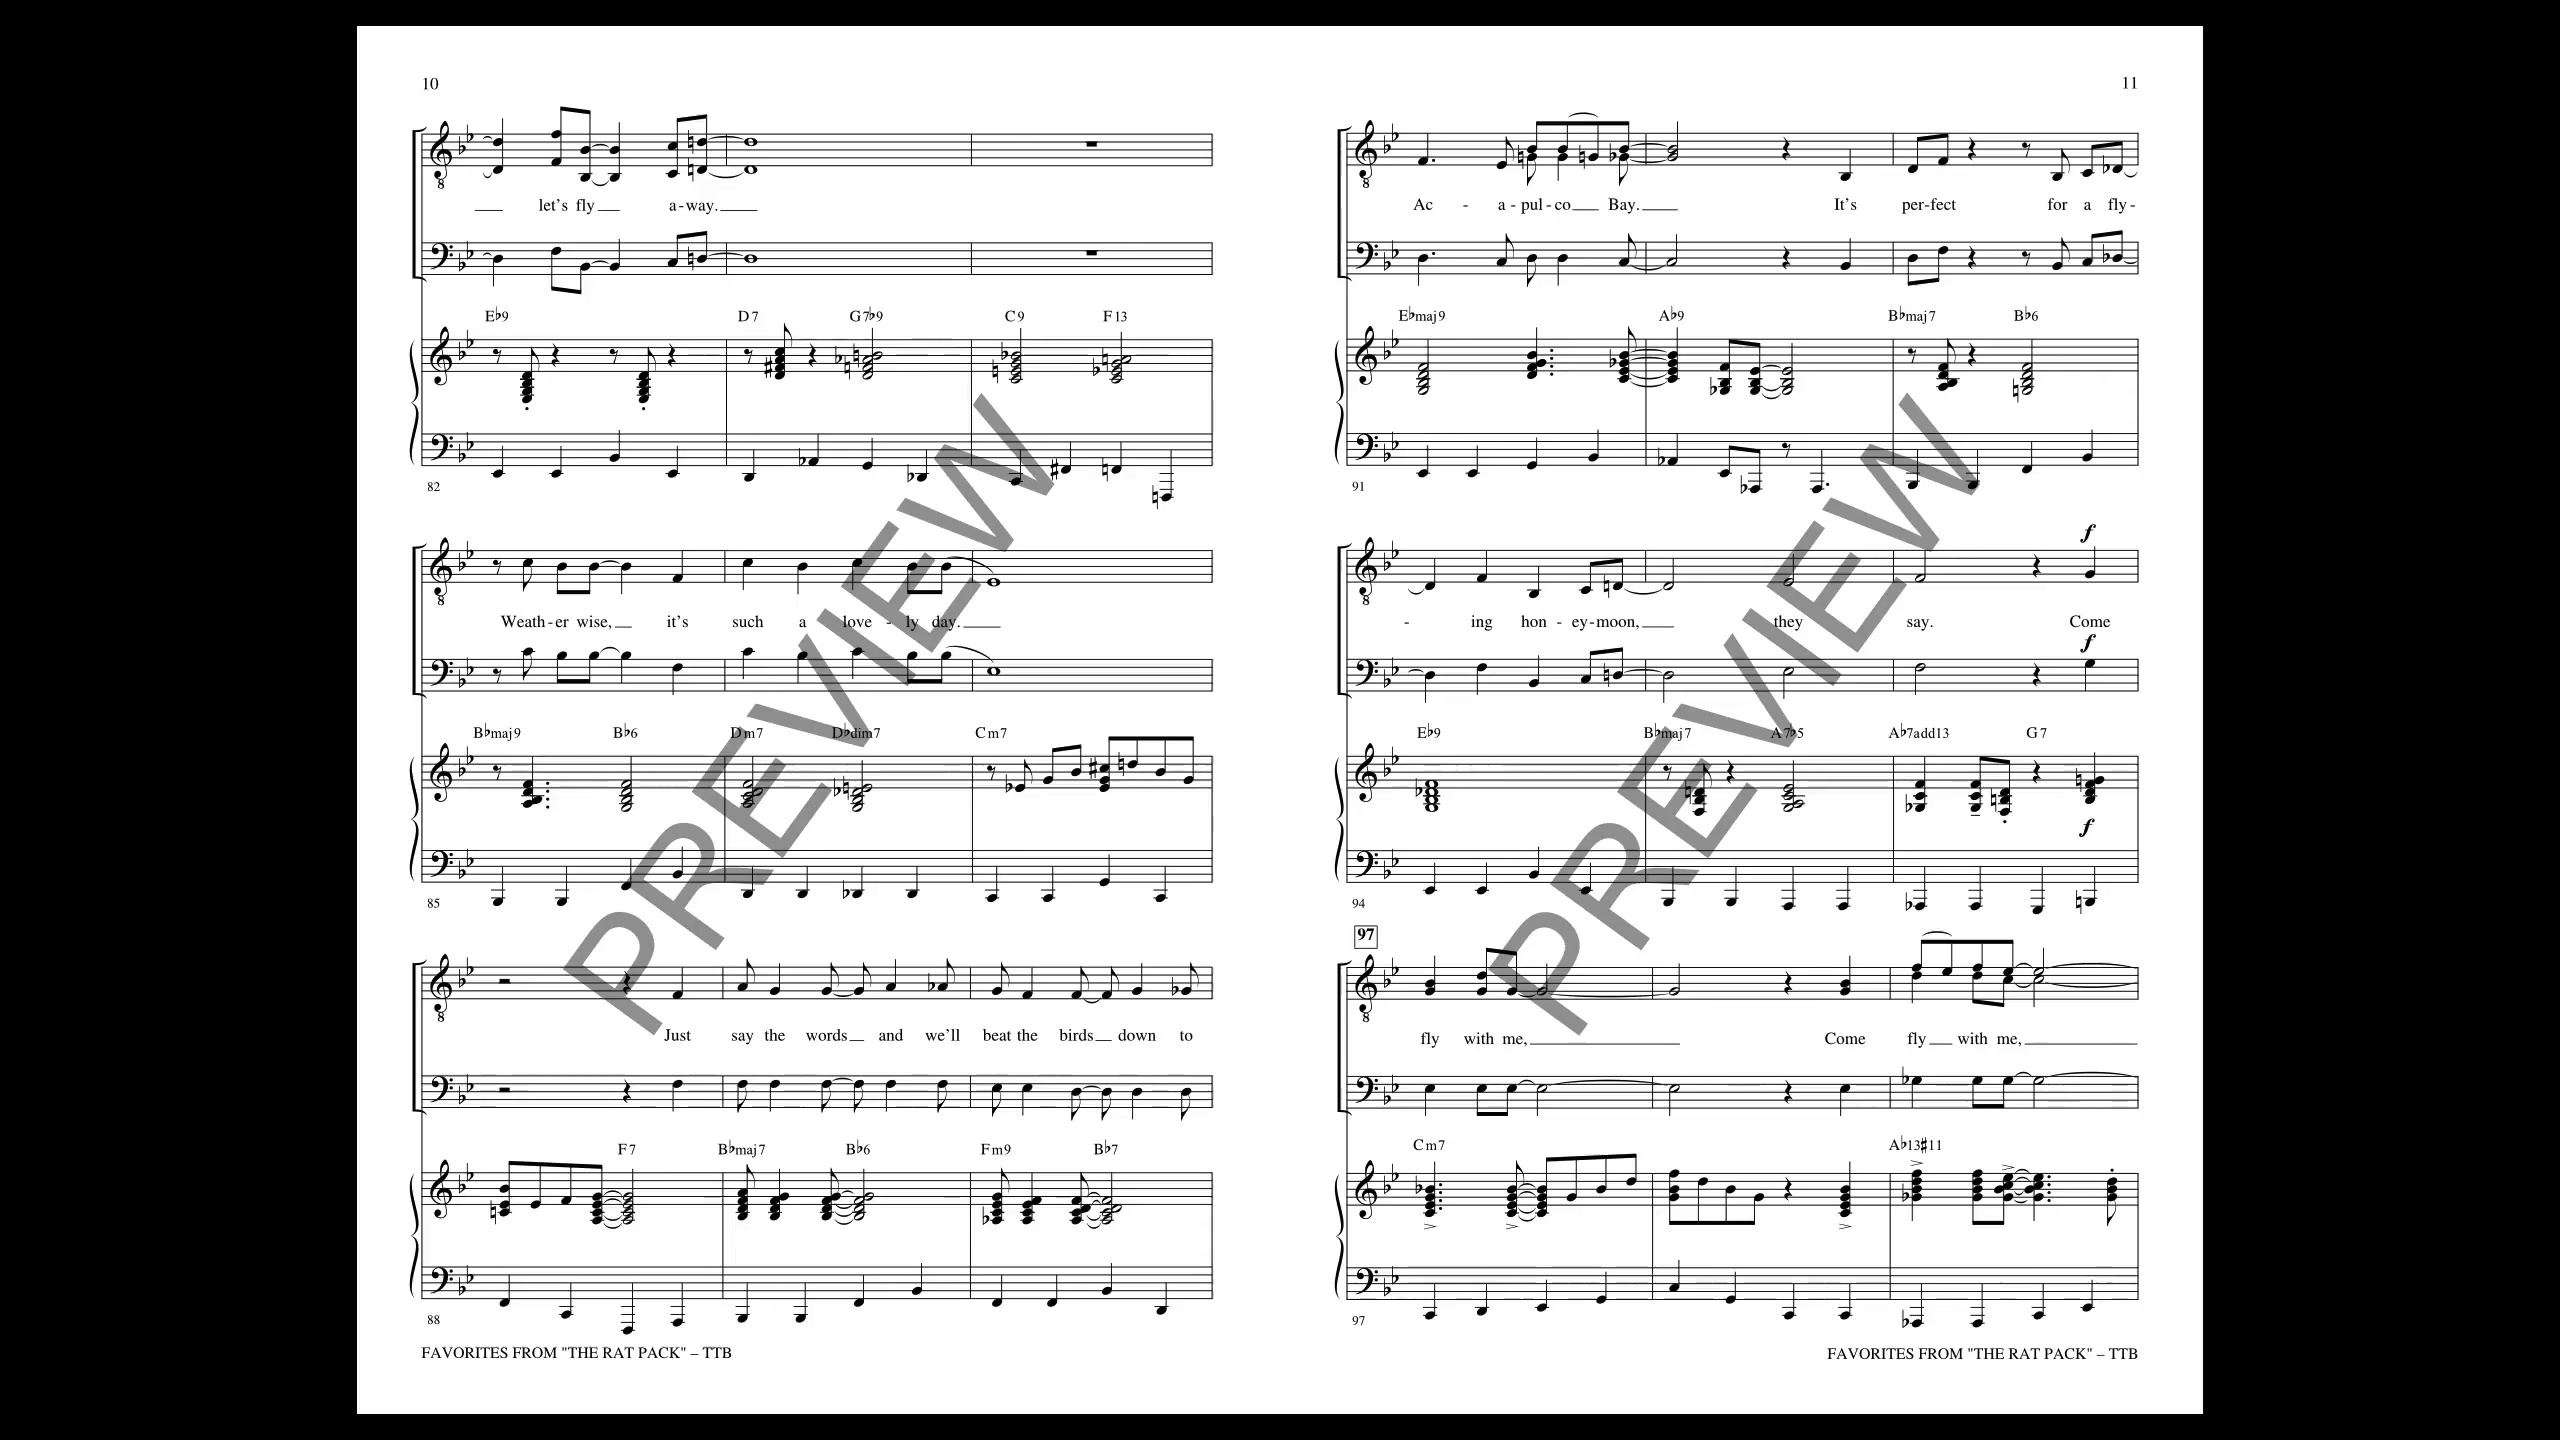 10
let's fly a-way.
E♭9 D7 G7♭9 C9 F13
82
Weath-er wise, it's such a love - ly day.
B♭maj9 B♭6 Dm7 D♭dim7 Cm7
85
Just say the words and we'll beat the birds down to
F7 B♭maj7 B♭6 Fm9 B♭7
88
FAVORITES FROM "THE RAT PACK" – TTB
PREVIEW
11
Ac - a - pul - co Bay. It's per-fect for a fly-
E♭maj9 A♭9 B♭maj7 B♭6
91
f
- ing hon - ey-moon, they say. Come
f
E♭9 B♭maj7 A7♭5 A♭7add13 G7
f
94
97
fly with me, Come fly with me,
Cm7 A♭13♯11
97
FAVORITES FROM "THE RAT PACK" – TTB
PREVIEW